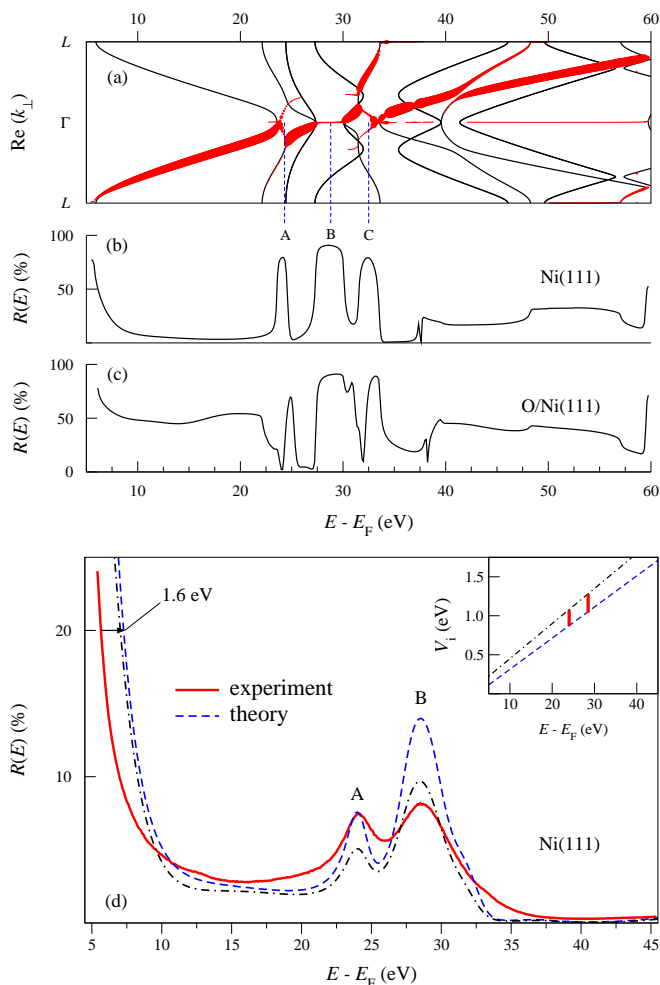 10 20 30 40 50 60
L
Γ
L
Re (k⊥)
(a)
A B C
100
50
R(E) (%)
(b)
Ni(111)
100
50
0
R(E) (%)
(c)
O/Ni(111)
10 20 30 40 50 60
E - EF (eV)
20
10
R(E) (%)
1.6 eV
experiment
theory
A
B
Ni(111)
(d)
1.5
1.0
0.5
Vi (eV)
10 20 30 40
E - EF (eV)
5 10 15 20 25 30 35 40 45
E - EF (eV)